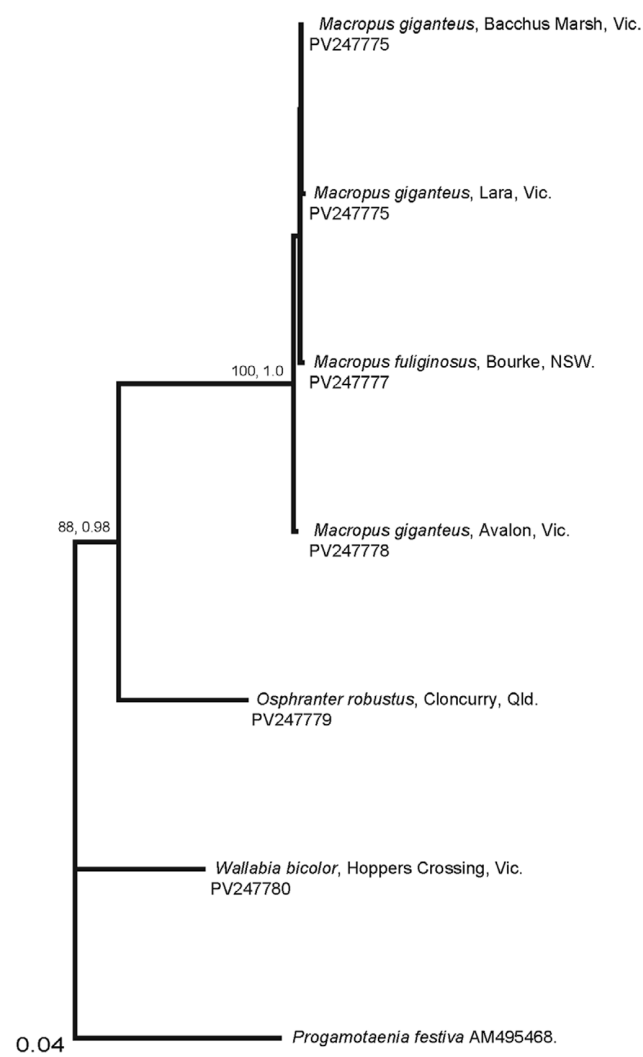 Macropus giganteus, Bacchus Marsh, Vic.
PV247775
Macropus giganteus, Lara, Vic.
PV247775
Macropus fuliginosus, Bourke, NSW.
PV247777
100, 1.0
Macropus giganteus, Avalon, Vic.
PV247778
88, 0.98
Osphranter robustus, Cloncurry, Qld.
PV247779
Wallabia bicolor, Hoppers Crossing, Vic.
PV247780
Progamotaenia festiva AM495468.
0.04